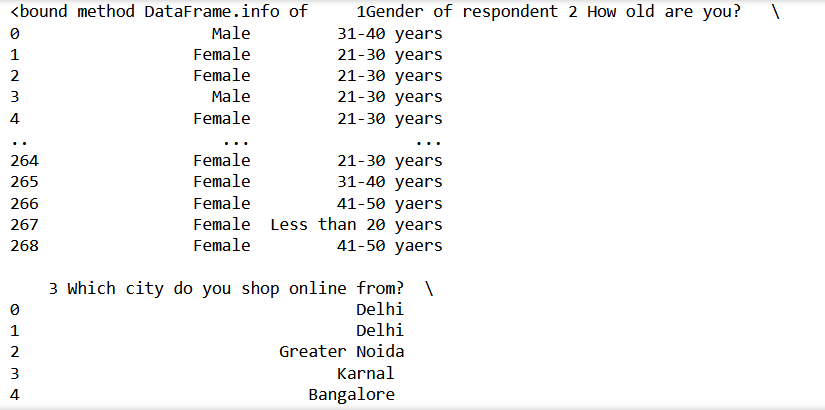 <bound method DataFrame.info of     1Gender of respondent 2 How old are you?   \
0                    Male         31-40 years
1                  Female         21-30 years
2                  Female         21-30 years
3                    Male         21-30 years
4                  Female         21-30 years
..                    ...                 ...
264                Female         21-30 years
265                Female         31-40 years
266                Female         41-50 yaers
267                Female  Less than 20 years
268                Female         41-50 yaers
    3 Which city do you shop online from?  \
0                                    Delhi
1                                    Delhi
2                            Greater Noida
3                                  Karnal
4                               Bangalore